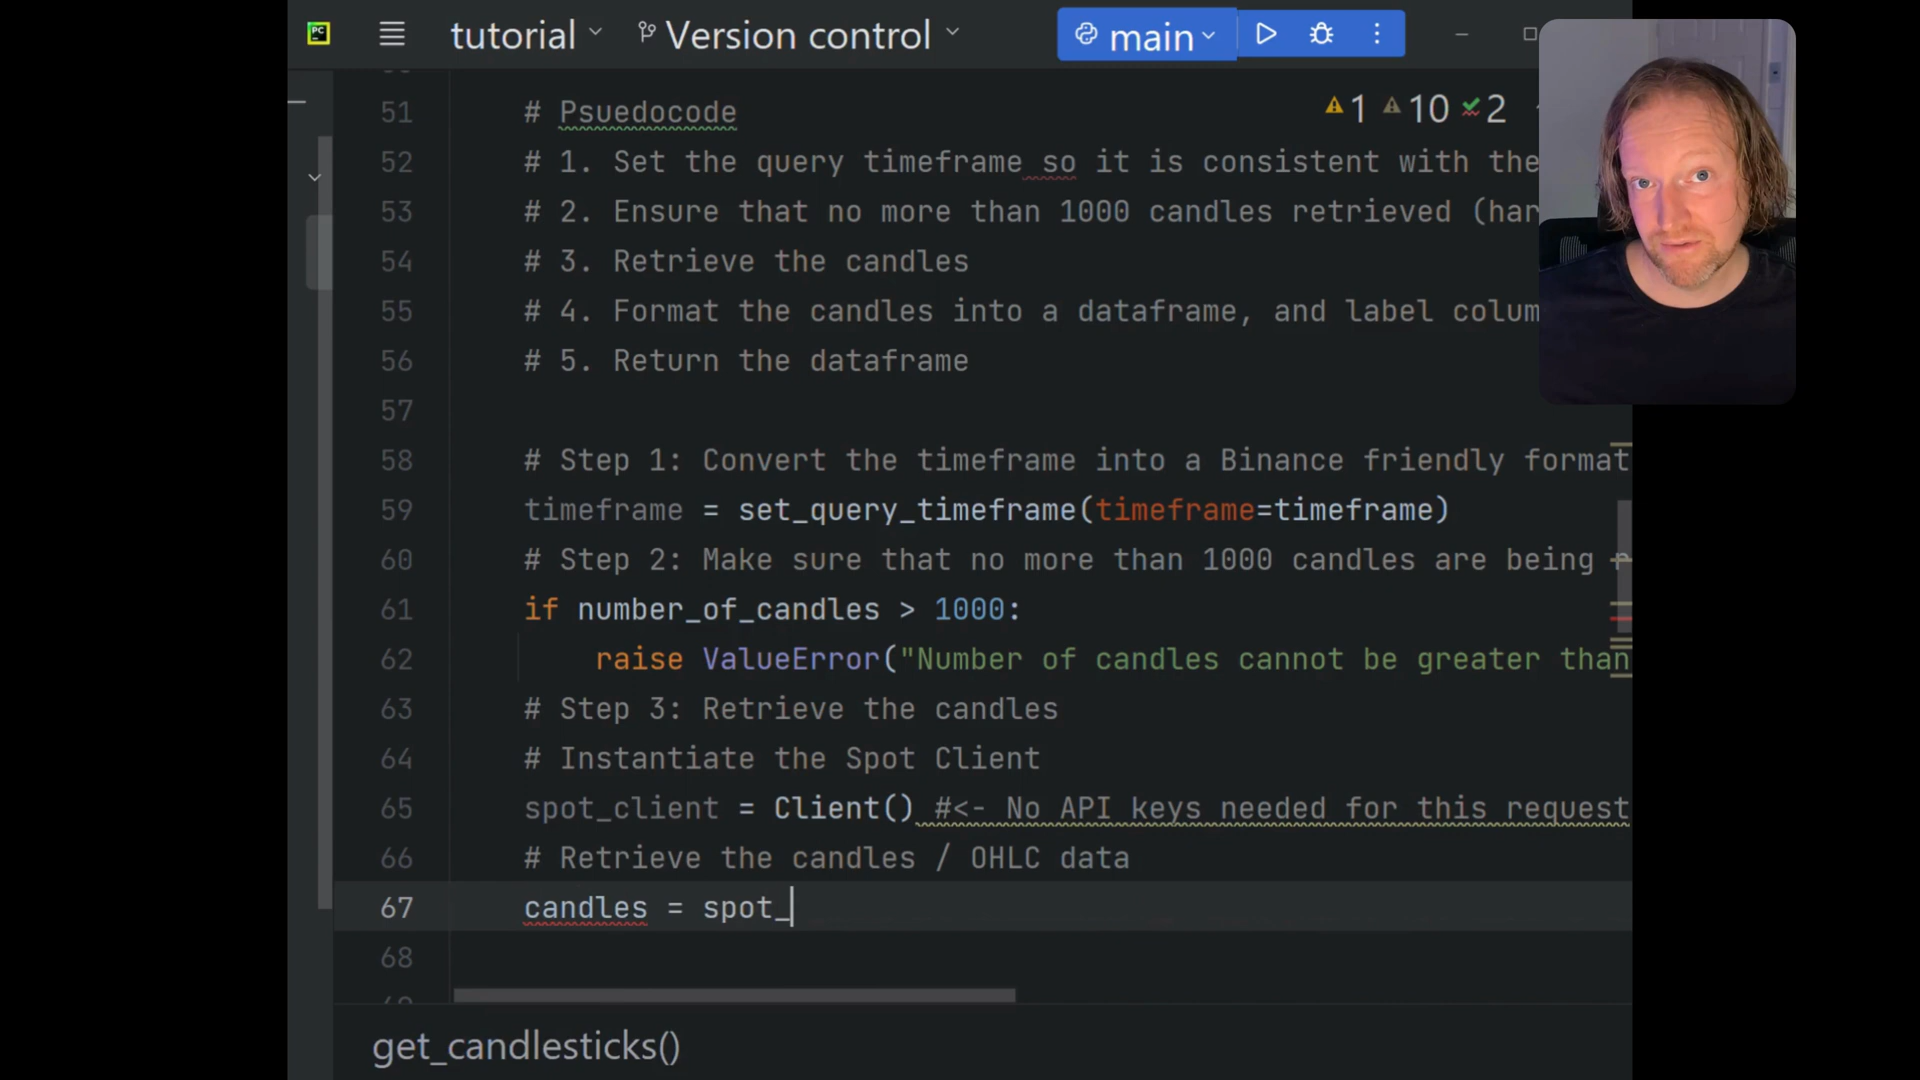 PC
tutorial
Version control
main
51 # Psuedocode
1 10 2
52 # 1. Set the query timeframe so it is consistent with the
53 # 2. Ensure that no more than 1000 candles retrieved (har
54 # 3. Retrieve the candles
55 # 4. Format the candles into a dataframe, and label colum
56 # 5. Return the dataframe
57
58 # Step 1: Convert the timeframe into a Binance friendly format
59 timeframe = set_query_timeframe(timeframe=timeframe)
60 # Step 2: Make sure that no more than 1000 candles are being r
61 if number_of_candles > 1000:
62 raise ValueError("Number of candles cannot be greater than
63 # Step 3: Retrieve the candles
64 # Instantiate the Spot Client
65 spot_client = Client() #<- No API keys needed for this request
66 # Retrieve the candles / OHLC data
67 candles = spot_
68
get_candlesticks()